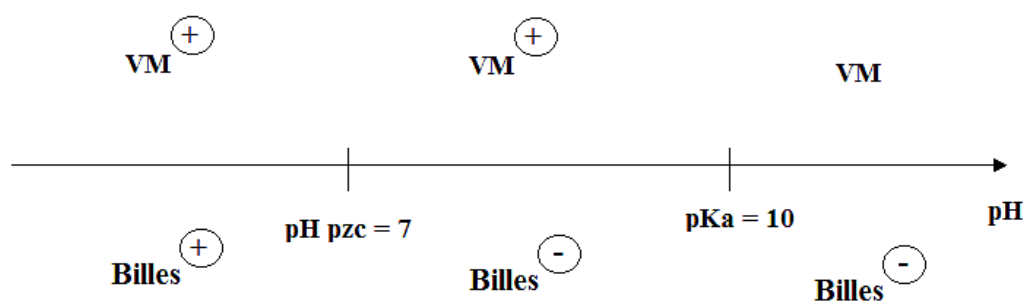 VM +
VM +
VM
pH pzc = 7
pKa = 10
pH
Billes +
Billes -
Billes -